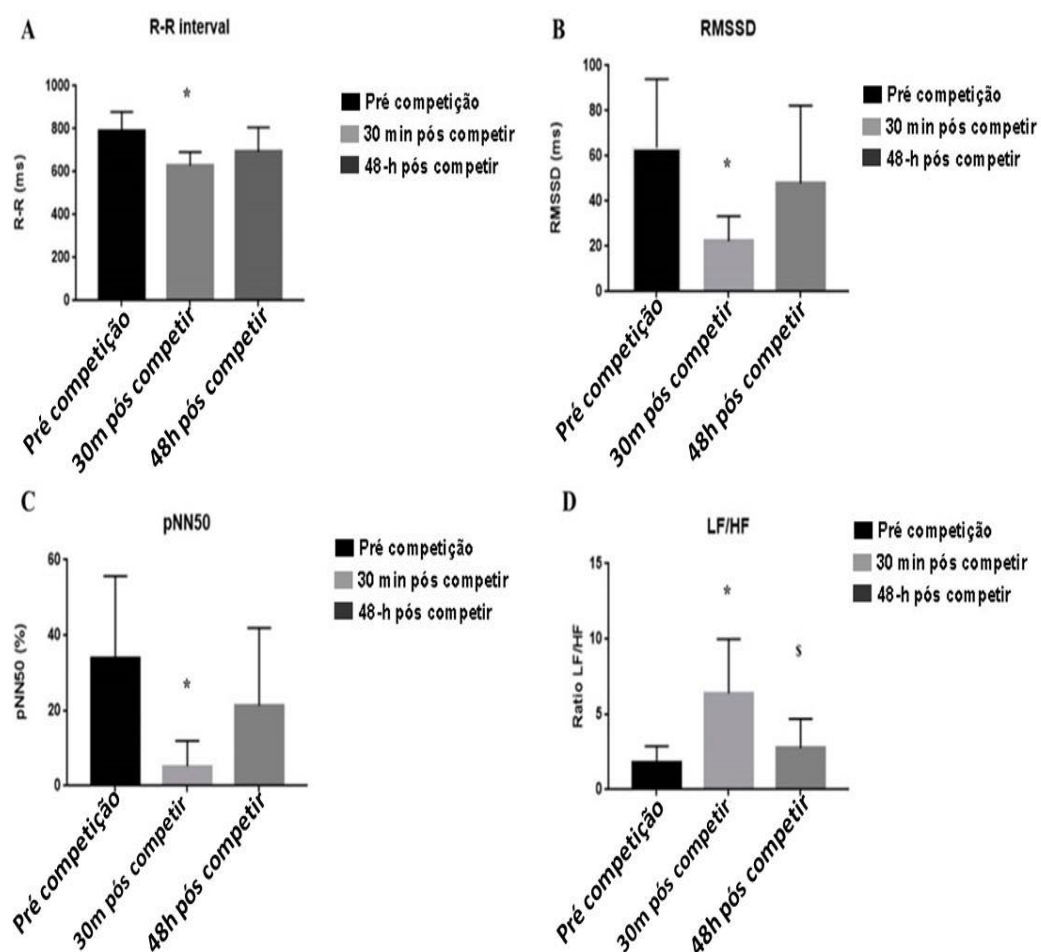 A
R-R interval
R-R (ms)
1000
800
600
400
200
0
*
Pré competição
30 min pós competir
48-h pós competir
Pré competição
30m pós competir
48h pós competir
B
RMSSD
RMSSD (ms)
100
80
60
40
20
0
*
Pré competição
30 min pós competir
48-h pós competir
Pré competição
30m pós competir
48h pós competir
C
pNN50
pNN50 (%)
60
40
20
0
*
Pré competição
30 min pós competir
48-h pós competir
Pré competição
30m pós competir
48h pós competir
D
LF/HF
Ratio LF/HF
15
10
5
0
*
$
Pré competição
30 min pós competir
48-h pós competir
Pré competição
30m pós competir
48h pós competir